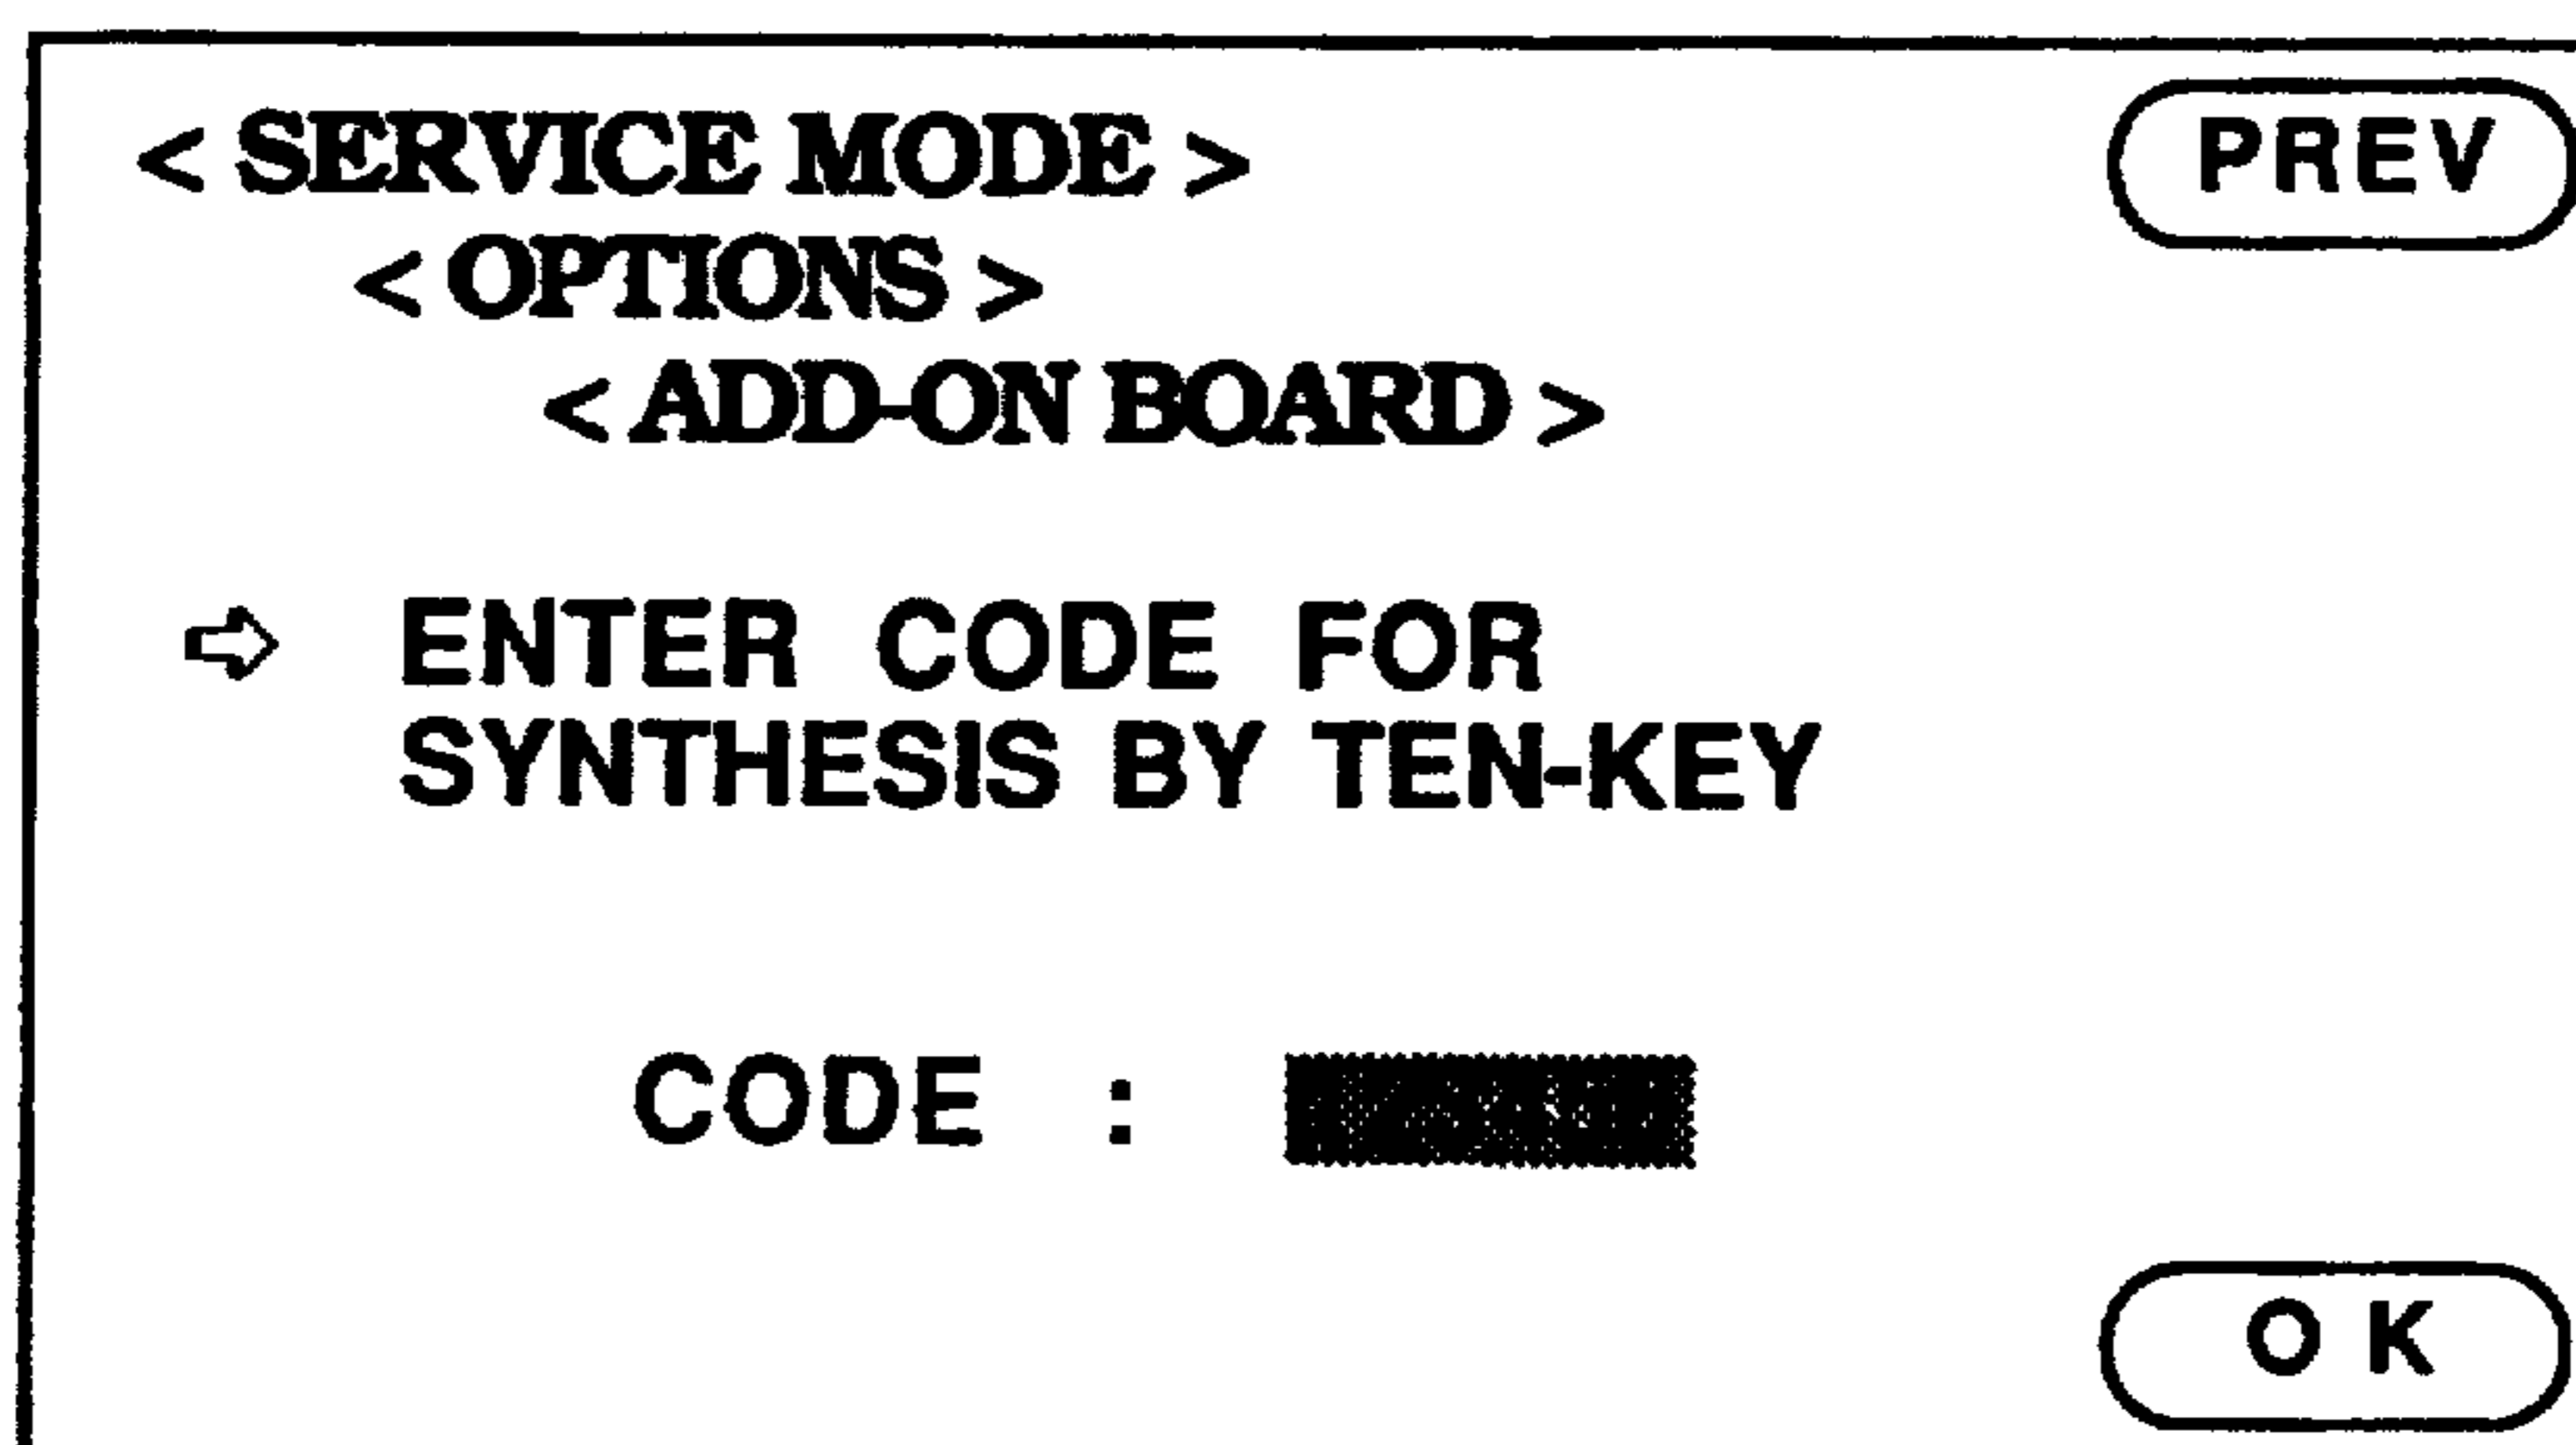 < SERVICE MODE >
PREV
< OPTIONS >
< ADD-ON BOARD >
⇨ ENTER CODE FOR
SYNTHESIS BY TEN-KEY
CODE :
OK